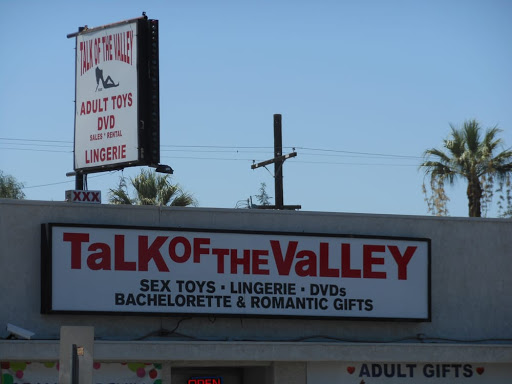 TALK OF THE VALLEY
ADULT TOYS
DVD
SALES • RENTAL
LINGERIE
XXX
TaLK OF THE VaLLEY
SEX TOYS • LINGERIE • DVDs
BACHELORETTE & ROMANTIC GIFTS
ADULT GIFTS
OPEN